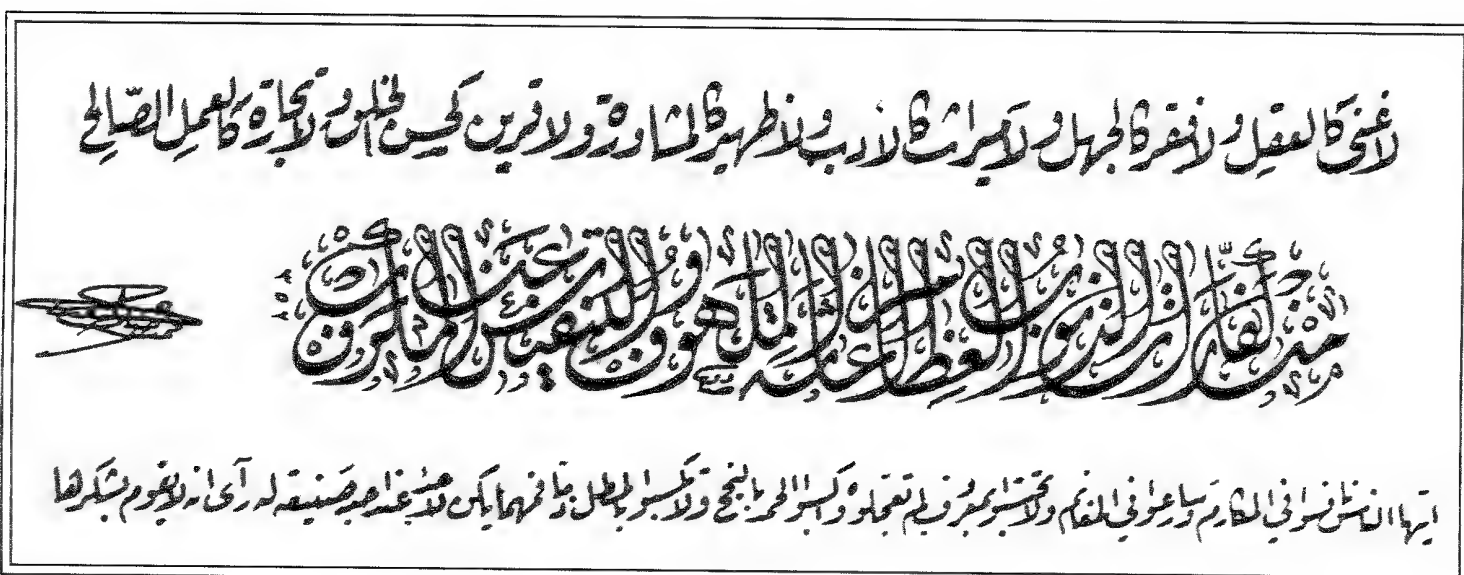 لا غنى كالعقل ولا فقر كالجهل ولا ميراث كالأدب ولا ظهير كالمشاورة ولا قرين كحسن الخلق ولا تجارة كالعمل الصالح
من كفارات الذنوب العظام إغاثة الملهوف والتنفيس عن المكروب
أيها الناس نافسوا في المكارم وسارعوا في المغانم ولا تحتسبوا بمعروف لم تعجلوه واكسبوا الحمد بالنجح ولا تكسبوا بالمطل ذما فمهما يكن لأحد عند أحد صنيعة له رأى أنه لا يقوم بشكرها